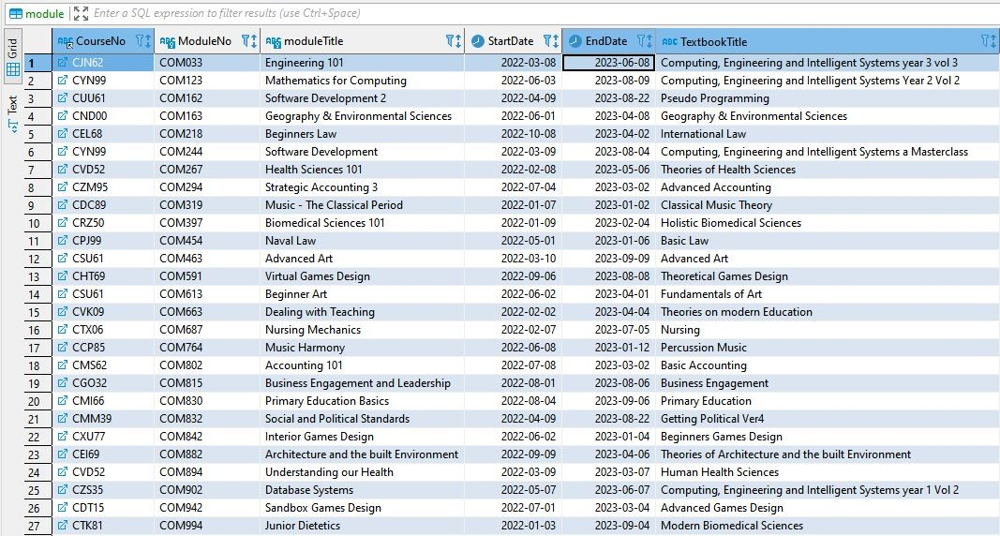 module Enter a SQL expression to filter results (use Ctrl+Space)
Grid
Text
CourseNo ModuleNo moduleTitle StartDate EndDate TextbookTitle
1 CJN62 COM033 Engineering 101 2022-03-08 2023-06-08 Computing, Engineering and Intelligent Systems year 3 vol 3
2 CYN99 COM123 Mathematics for Computing 2022-06-03 2023-08-09 Computing, Engineering and Intelligent Systems Year 2 Vol 2
3 CUU61 COM162 Software Development 2 2022-04-09 2023-08-22 Pseudo Programming
4 CND00 COM163 Geography & Environmental Sciences 2022-06-01 2023-04-08 Geography & Environmental Sciences
5 CEL68 COM218 Beginners Law 2022-10-08 2023-04-02 International Law
6 CYN99 COM244 Software Development 2022-03-09 2023-08-04 Computing, Engineering and Intelligent Systems a Masterclass
7 CVD52 COM267 Health Sciences 101 2022-02-08 2023-05-06 Theories of Health Sciences
8 CZM95 COM294 Strategic Accounting 3 2022-07-04 2023-03-02 Advanced Accounting
9 CDC89 COM319 Music - The Classical Period 2022-01-07 2023-01-02 Classical Music Theory
10 CRZ50 COM397 Biomedical Sciences 101 2022-01-09 2023-02-04 Holistic Biomedical Sciences
11 CPJ99 COM454 Naval Law 2022-05-01 2023-01-06 Basic Law
12 CSU61 COM463 Advanced Art 2022-03-10 2023-09-09 Advanced Art
13 CHT69 COM591 Virtual Games Design 2022-09-06 2023-08-08 Theoretical Games Design
14 CSU61 COM613 Beginner Art 2022-06-02 2023-04-01 Fundamentals of Art
15 CVK09 COM663 Dealing with Teaching 2022-02-02 2023-04-04 Theories on modern Education
16 CTX06 COM687 Nursing Mechanics 2022-02-07 2023-07-05 Nursing
17 CCP85 COM764 Music Harmony 2022-06-08 2023-01-12 Percussion Music
18 CMS62 COM802 Accounting 101 2022-07-08 2023-03-02 Basic Accounting
19 CGO32 COM815 Business Engagement and Leadership 2022-08-01 2023-08-06 Business Engagement
20 CMI66 COM830 Primary Education Basics 2022-08-04 2023-09-06 Primary Education
21 CMM39 COM832 Social and Political Standards 2022-04-09 2023-08-22 Getting Political Ver4
22 CXU77 COM842 Interior Games Design 2022-06-02 2023-01-04 Beginners Games Design
23 CEI69 COM882 Architecture and the built Environment 2022-09-09 2023-04-06 Theories of Architecture and the built Environment
24 CVD52 COM894 Understanding our Health 2022-03-09 2023-03-07 Human Health Sciences
25 CZS35 COM902 Database Systems 2022-05-07 2023-06-07 Computing, Engineering and Intelligent Systems year 1 Vol 2
26 CDT15 COM942 Sandbox Games Design 2022-07-01 2023-03-04 Advanced Games Design
27 CTK81 COM994 Junior Dietetics 2022-01-03 2023-09-04 Modern Biomedical Sciences